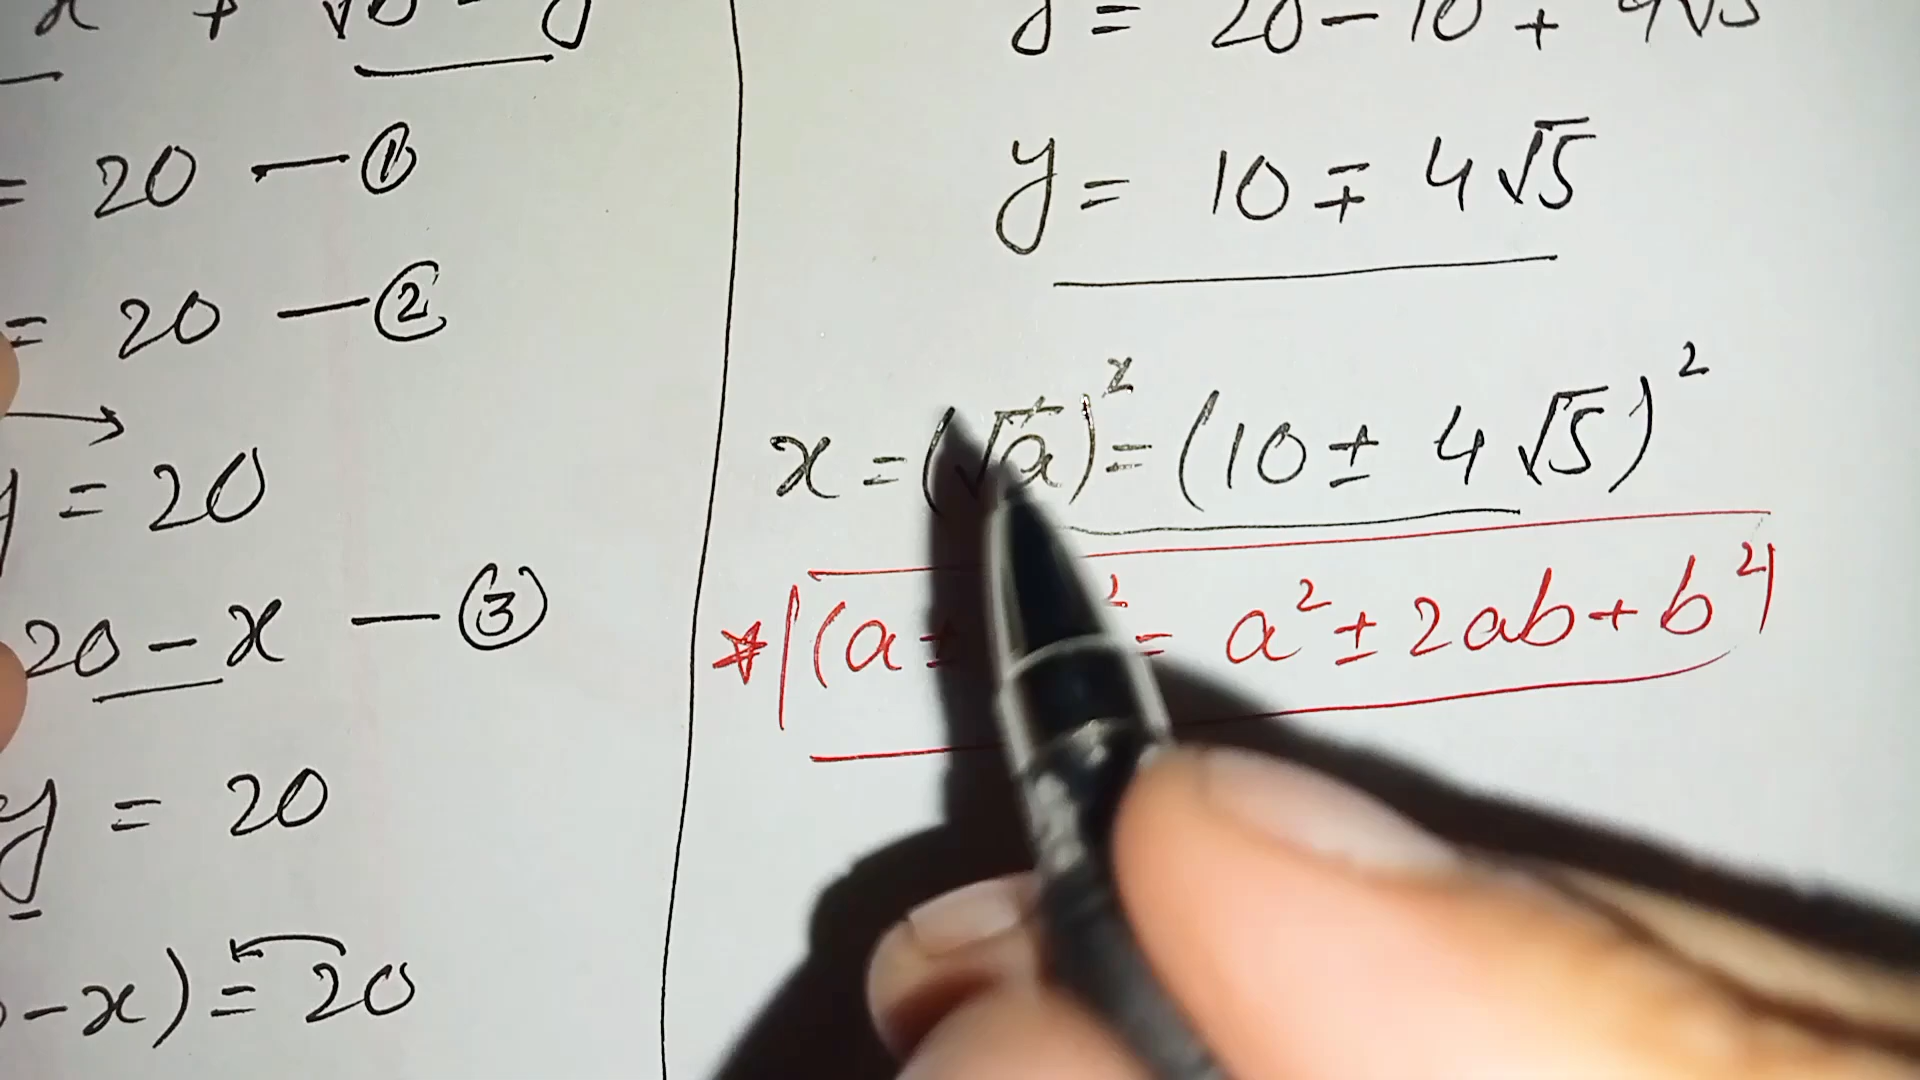 x + √b = y
= 20 — ①
= 20 — ②
y = 20
20 - x — ③
y = 20
- x) = 20
y = 20 - 10 + 4√5
y = 10 ∓ 4√5
x = (√a)² = (10 ± 4√5)²
(a ± ² = a² ± 2ab + b²